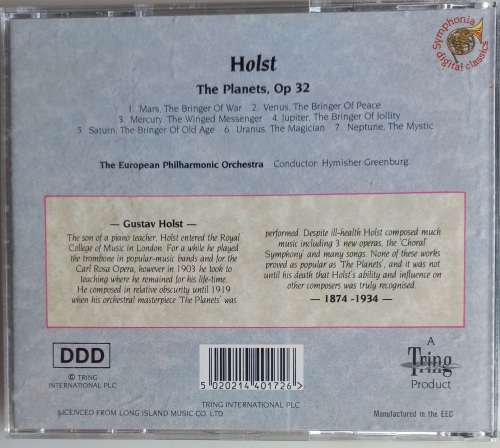 Symphonia
digital classics
Holst
The Planets, Op 32
1 Mars, The Bringer Of War 2 Venus, The Bringer Of Peace
3 Mercury, The Winged Messenger 4 Jupiter, The Bringer Of Jollity
5 Saturn, The Bringer Of Old Age 6 Uranus, The Magician 7 Neptune, The Mystic
The European Philharmonic Orchestra Conductor: Hymisher Greenburg
— Gustav Holst —
The son of a piano teacher, Holst entered the Royal
College of Music in London. For a while he played
the trombone in popular-music bands and for the
Carl Rosa Opera, however in 1903 he took to
teaching where he remained for his life-time.
He composed in relative obscurity until 1919
when his orchestral masterpiece 'The Planets' was
performed. Despite ill-health Holst composed much
music including 3 new operas, the 'Choral
Symphony' and many songs. None of these works
proved as popular as 'The Planets', and it was not
until his death that Holst's ability and influence on
other composers was truly recognised.
— 1874 -1934 —
DDD
© TRING
INTERNATIONAL PLC
5 020214 401726
TRING INTERNATIONAL PLC
A
Tring
Product
LICENCED FROM LONG ISLAND MUSIC CO. LTD
Manufactured in the EEC